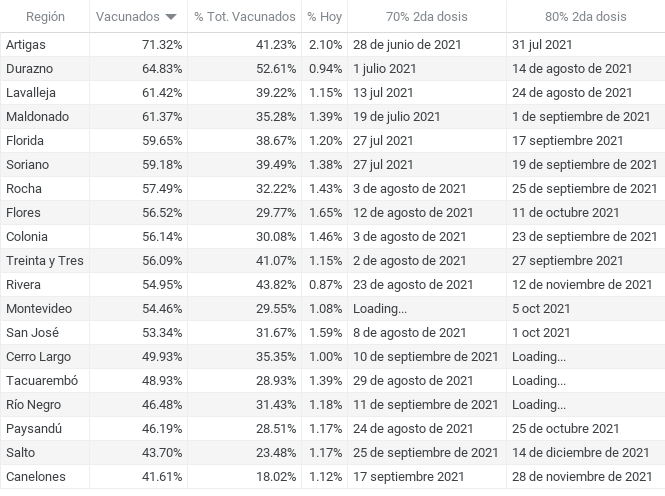 Región Vacunados % Tot. Vacunados % Hoy 70% 2da dosis 80% 2da dosis
Artigas 71.32% 41.23% 2.10% 28 de junio de 2021 31 jul 2021
Durazno 64.83% 52.61% 0.94% 1 julio 2021 14 de agosto de 2021
Lavalleja 61.42% 39.22% 1.15% 13 jul 2021 24 de agosto de 2021
Maldonado 61.37% 35.28% 1.39% 19 de julio de 2021 1 de septiembre de 2021
Florida 59.65% 38.67% 1.20% 27 jul 2021 17 septiembre 2021
Soriano 59.18% 39.49% 1.38% 27 jul 2021 19 de septiembre de 2021
Rocha 57.49% 32.22% 1.43% 3 de agosto de 2021 25 de septiembre de 2021
Flores 56.52% 29.77% 1.65% 12 de agosto de 2021 11 de octubre 2021
Colonia 56.14% 30.08% 1.46% 3 de agosto de 2021 23 de septiembre de 2021
Treinta y Tres 56.09% 41.07% 1.15% 2 de agosto de 2021 27 septiembre 2021
Rivera 54.95% 43.82% 0.87% 23 de agosto de 2021 12 de noviembre de 2021
Montevideo 54.46% 29.55% 1.08% Loading... 5 oct 2021
San José 53.34% 31.67% 1.59% 8 de agosto de 2021 1 oct 2021
Cerro Largo 49.93% 35.35% 1.00% 10 de septiembre de 2021 Loading...
Tacuarembó 48.93% 28.93% 1.39% 29 de agosto de 2021 Loading...
Río Negro 46.48% 31.43% 1.18% 11 de septiembre de 2021 Loading...
Paysandú 46.19% 28.51% 1.17% 24 de agosto de 2021 25 de octubre de 2021
Salto 43.70% 23.48% 1.17% 25 de septiembre de 2021 14 de diciembre de 2021
Canelones 41.61% 18.02% 1.12% 17 septiembre 2021 28 de noviembre de 2021